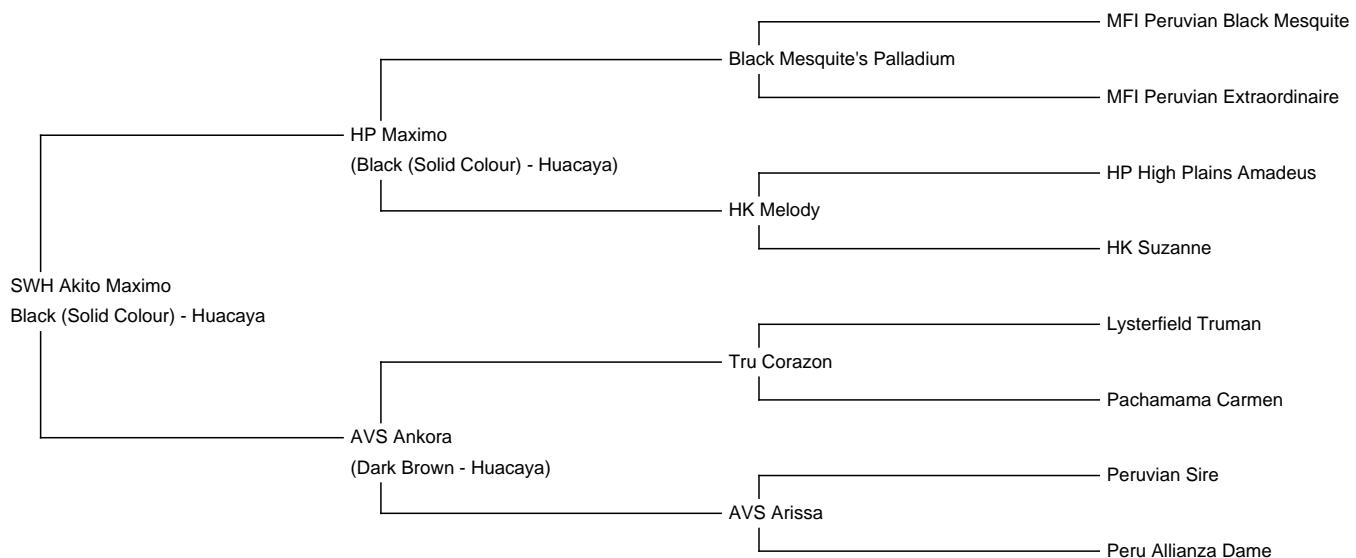 MFI Peruvian Black Mesquite
Black Mesquite's Palladium
MFI Peruvian Extraordinaire
HP Maximo
(Black (Solid Colour) - Huacaya)
HP High Plains Amadeus
HK Melody
HK Suzanne
SWH Akito Maximo
Black (Solid Colour) - Huacaya
Lysterfield Truman
Tru Corazon
Pachamama Carmen
AVS Ankora
(Dark Brown - Huacaya)
Peruvian Sire
AVS Arissa
Peru Allianza Dame